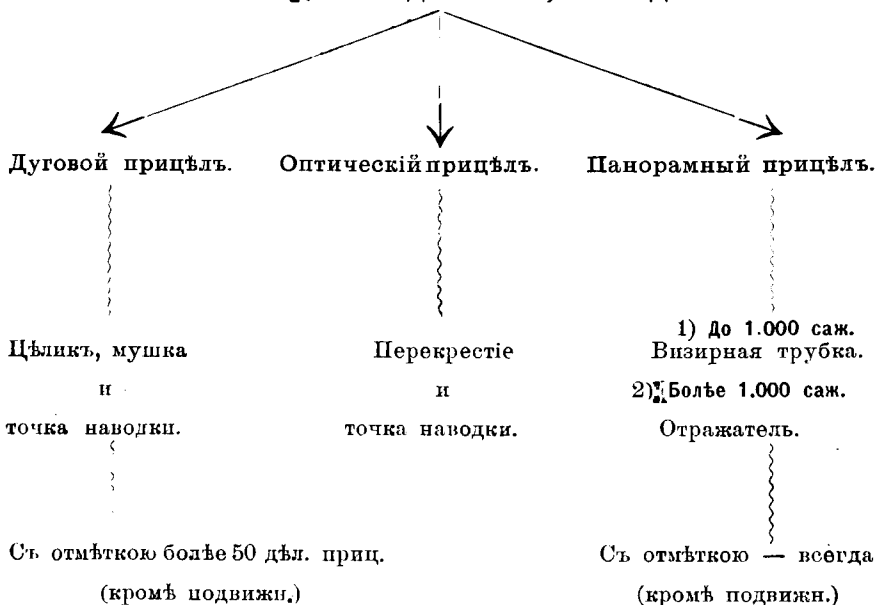 Дуговой прицѣлъ.
Оптическій прицѣлъ.
Панорамный прицѣлъ.
Цѣликъ, мушка
и
точка наводки.
Перекрестіе
и
точка наводки.
1) До 1.000 саж.
Визирная трубка.
2) Болѣе 1.000 саж.
Отражатель.
Съ отмѣткою болѣе 50 дѣл. приц.
(кромѣ подвижн.)
Съ отмѣткою — всегда
(кромѣ подвижн.)